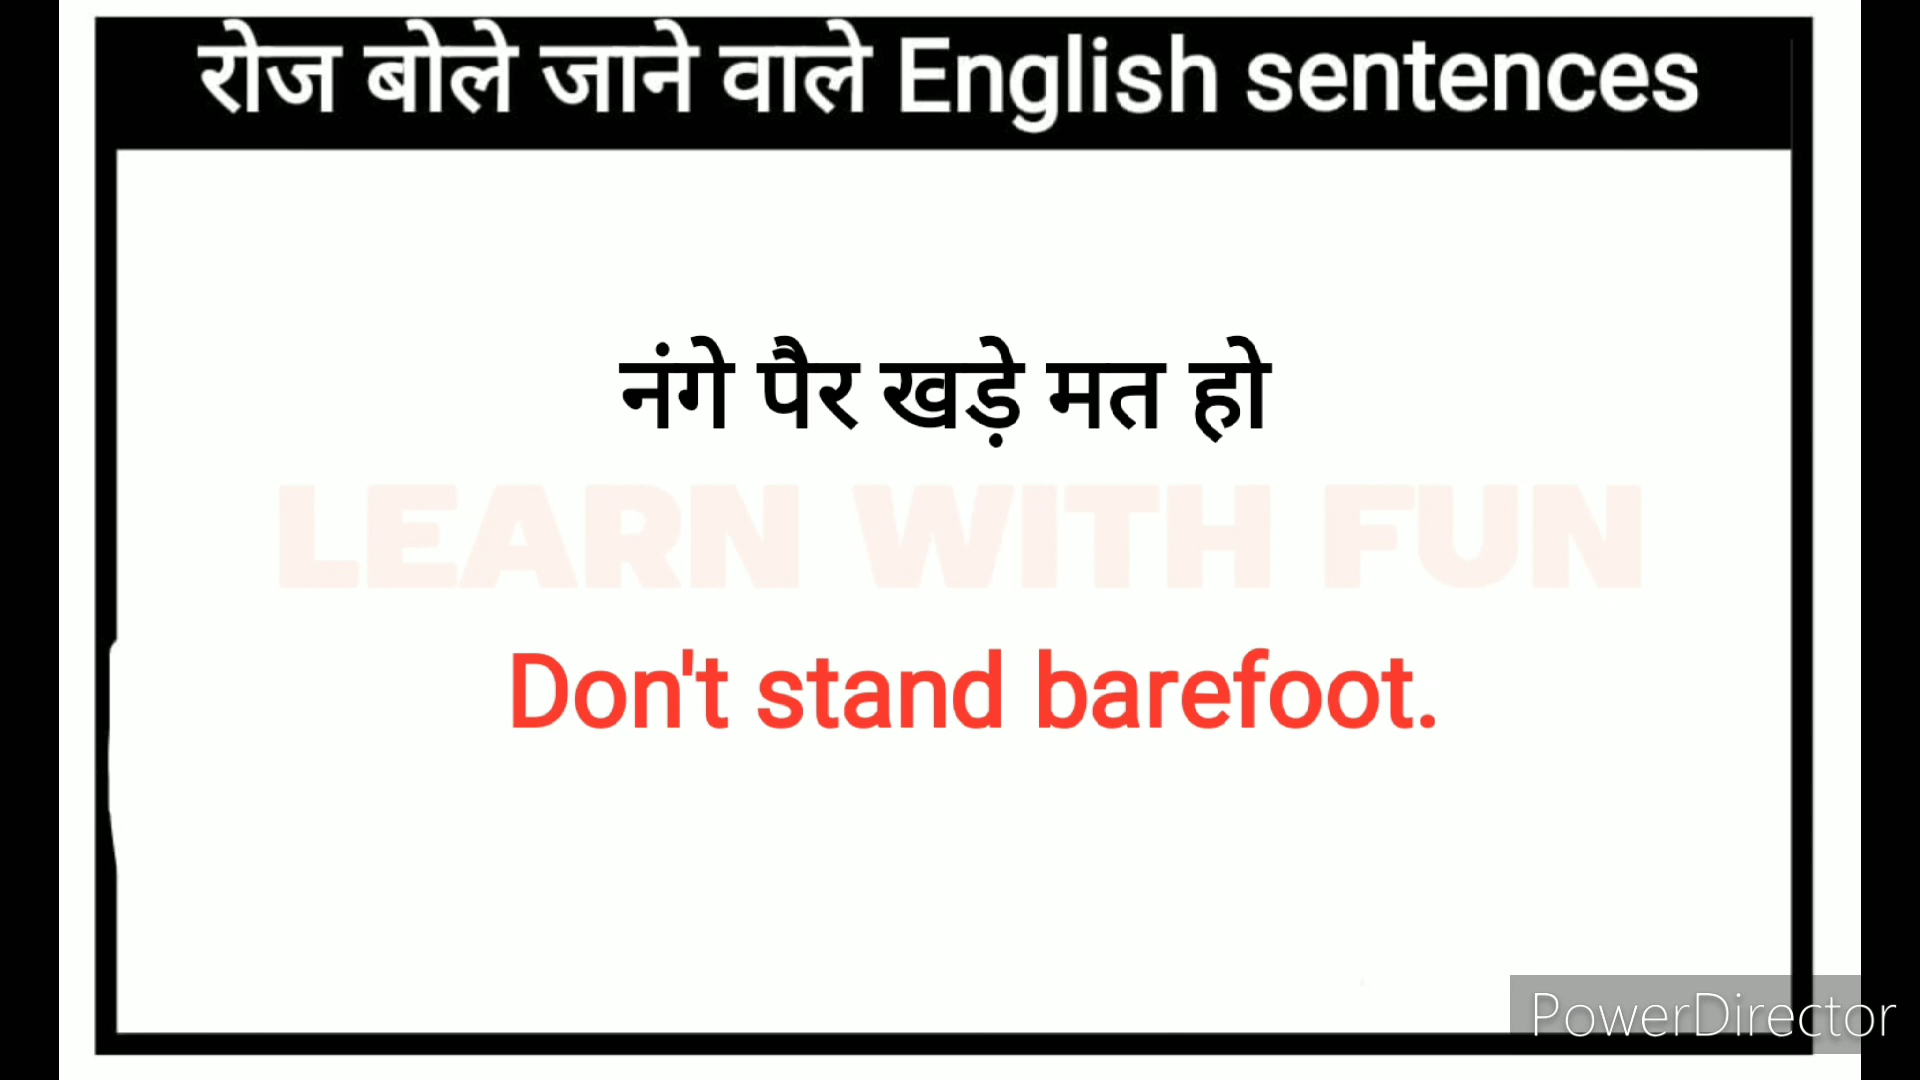 रोज बोले जाने वाले English sentences
नंगे पैर खड़े मत हो
LEARN WITH FUN
Don't stand barefoot.
PowerDirector